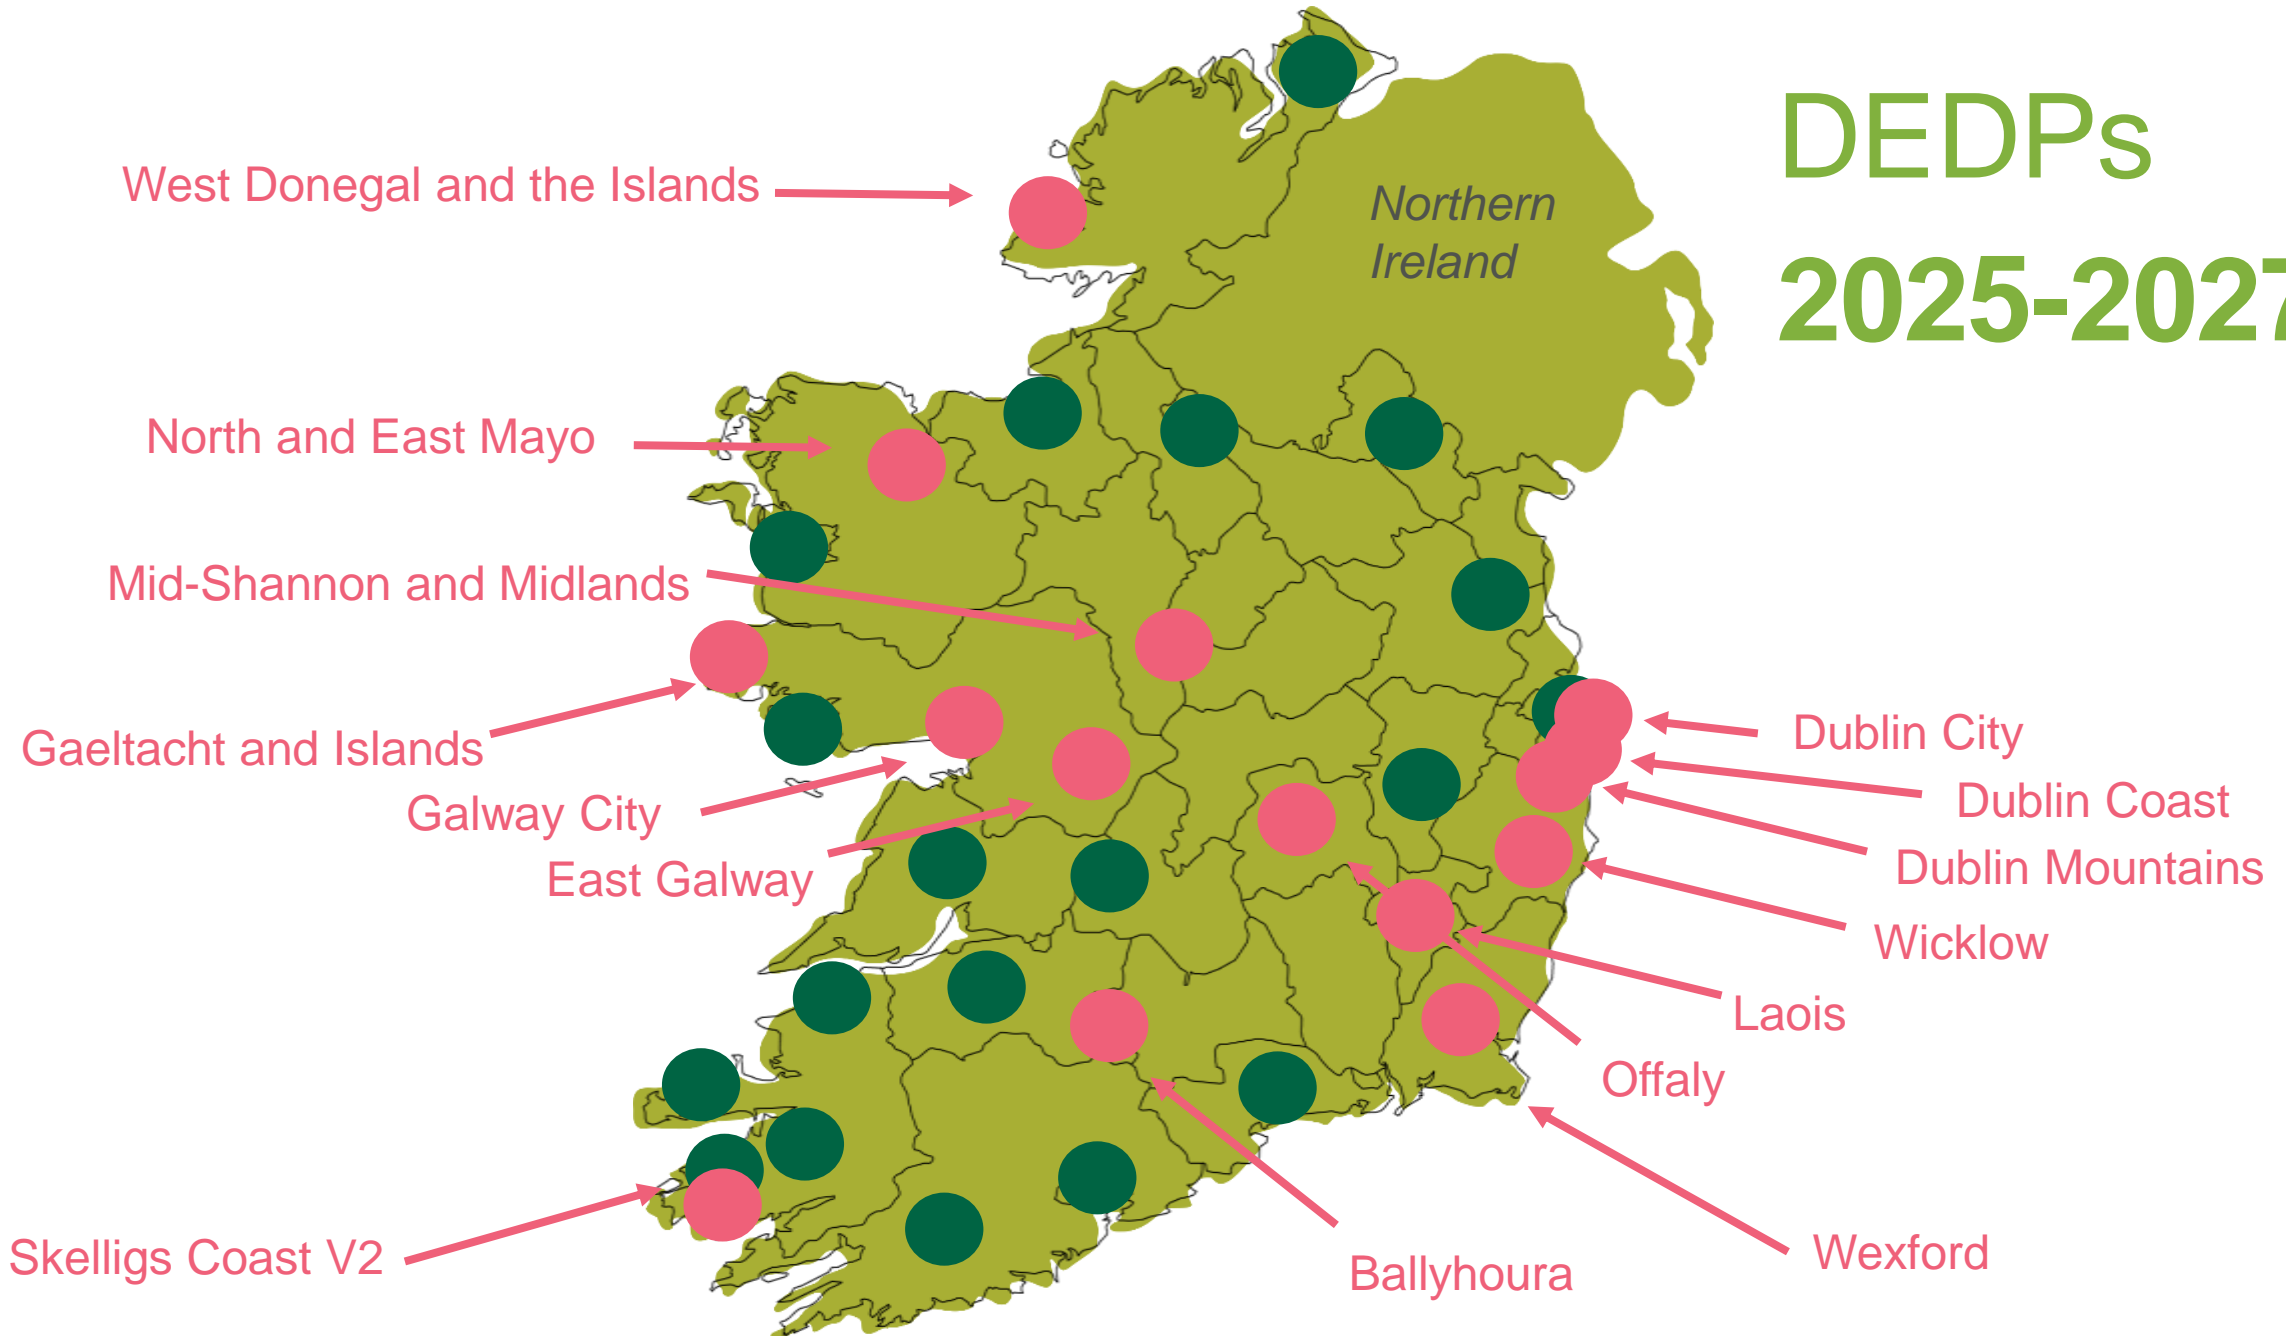 DEDPs
2025-2027
West Donegal and the Islands
Northern
Ireland
North and East Mayo
Mid-Shannon and Midlands
Gaeltacht and Islands
Galway City
East Galway
Dublin City
Dublin Coast
Dublin Mountains
Wicklow
Laois
Offaly
Wexford
Ballyhoura
Skelligs Coast V2